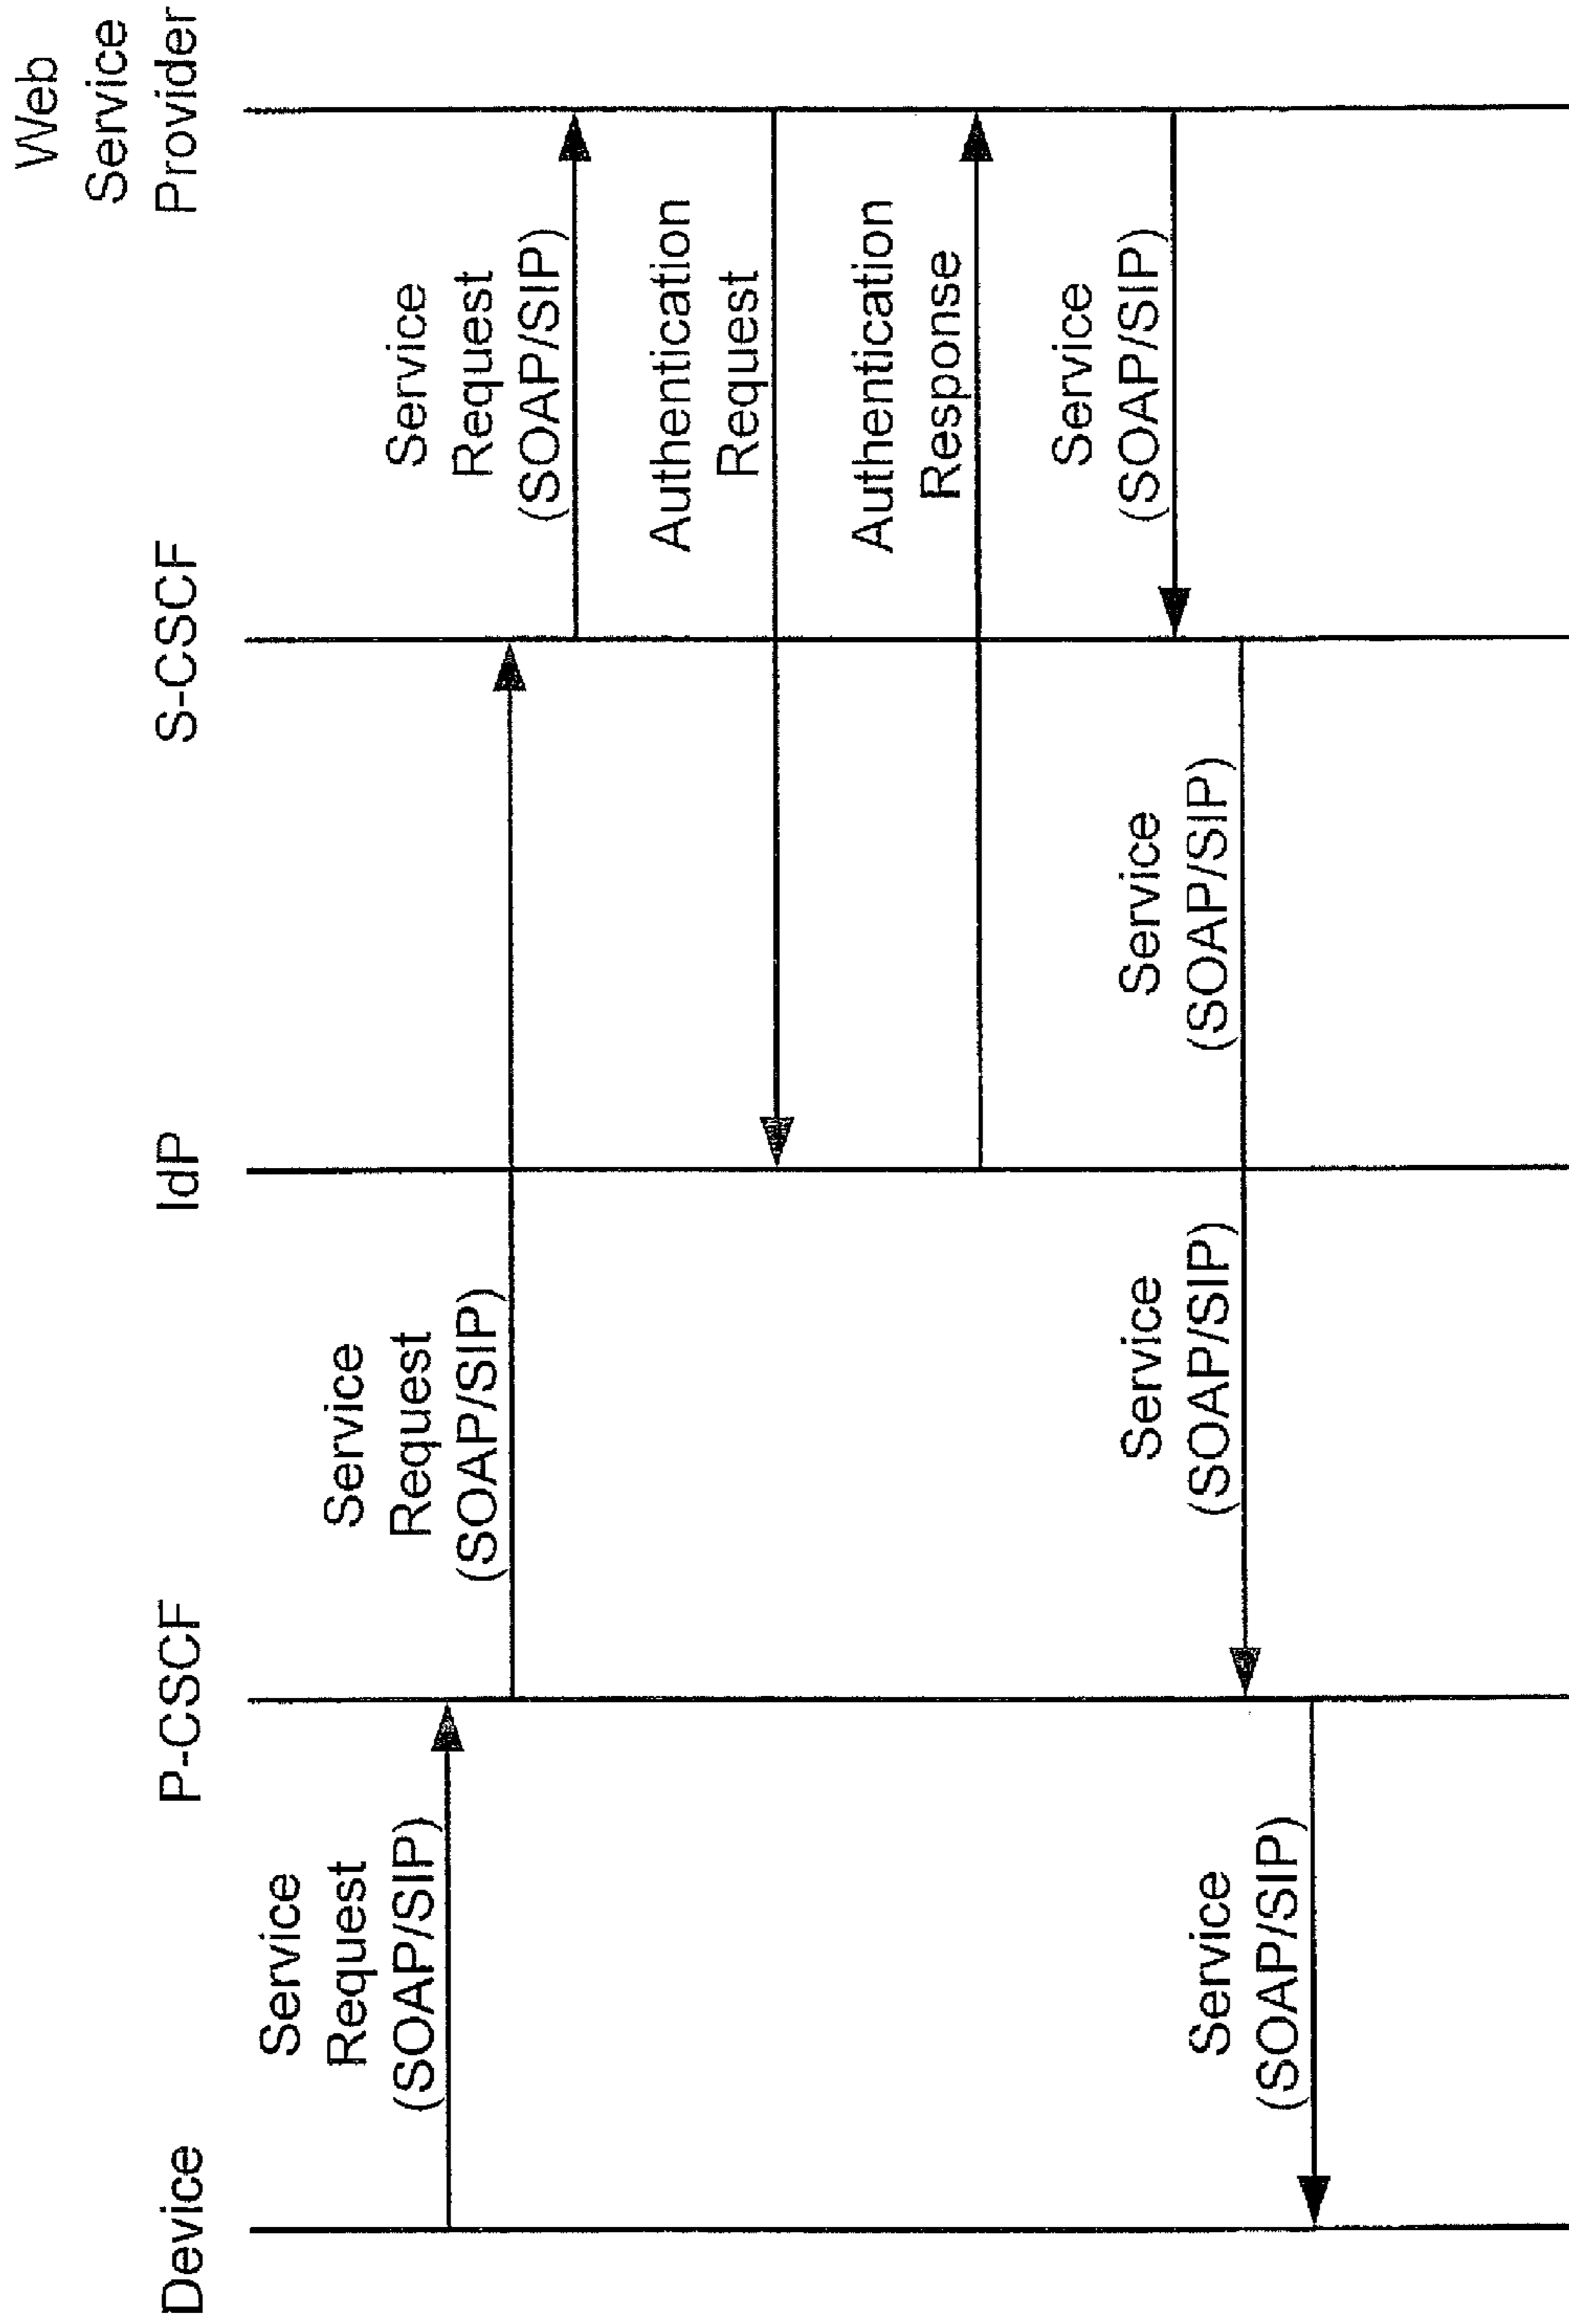 Device
P-CSCF
IdP
S-CSCF
Web
Service
Provider
Service
Request
(SOAP/SIP)
Service
Request
(SOAP/SIP)
Service
Request
(SOAP/SIP)
Authentication
Request
Authentication
Response
Service
(SOAP/SIP)
Service
(SOAP/SIP)
Service
(SOAP/SIP)
Service
(SOAP/SIP)